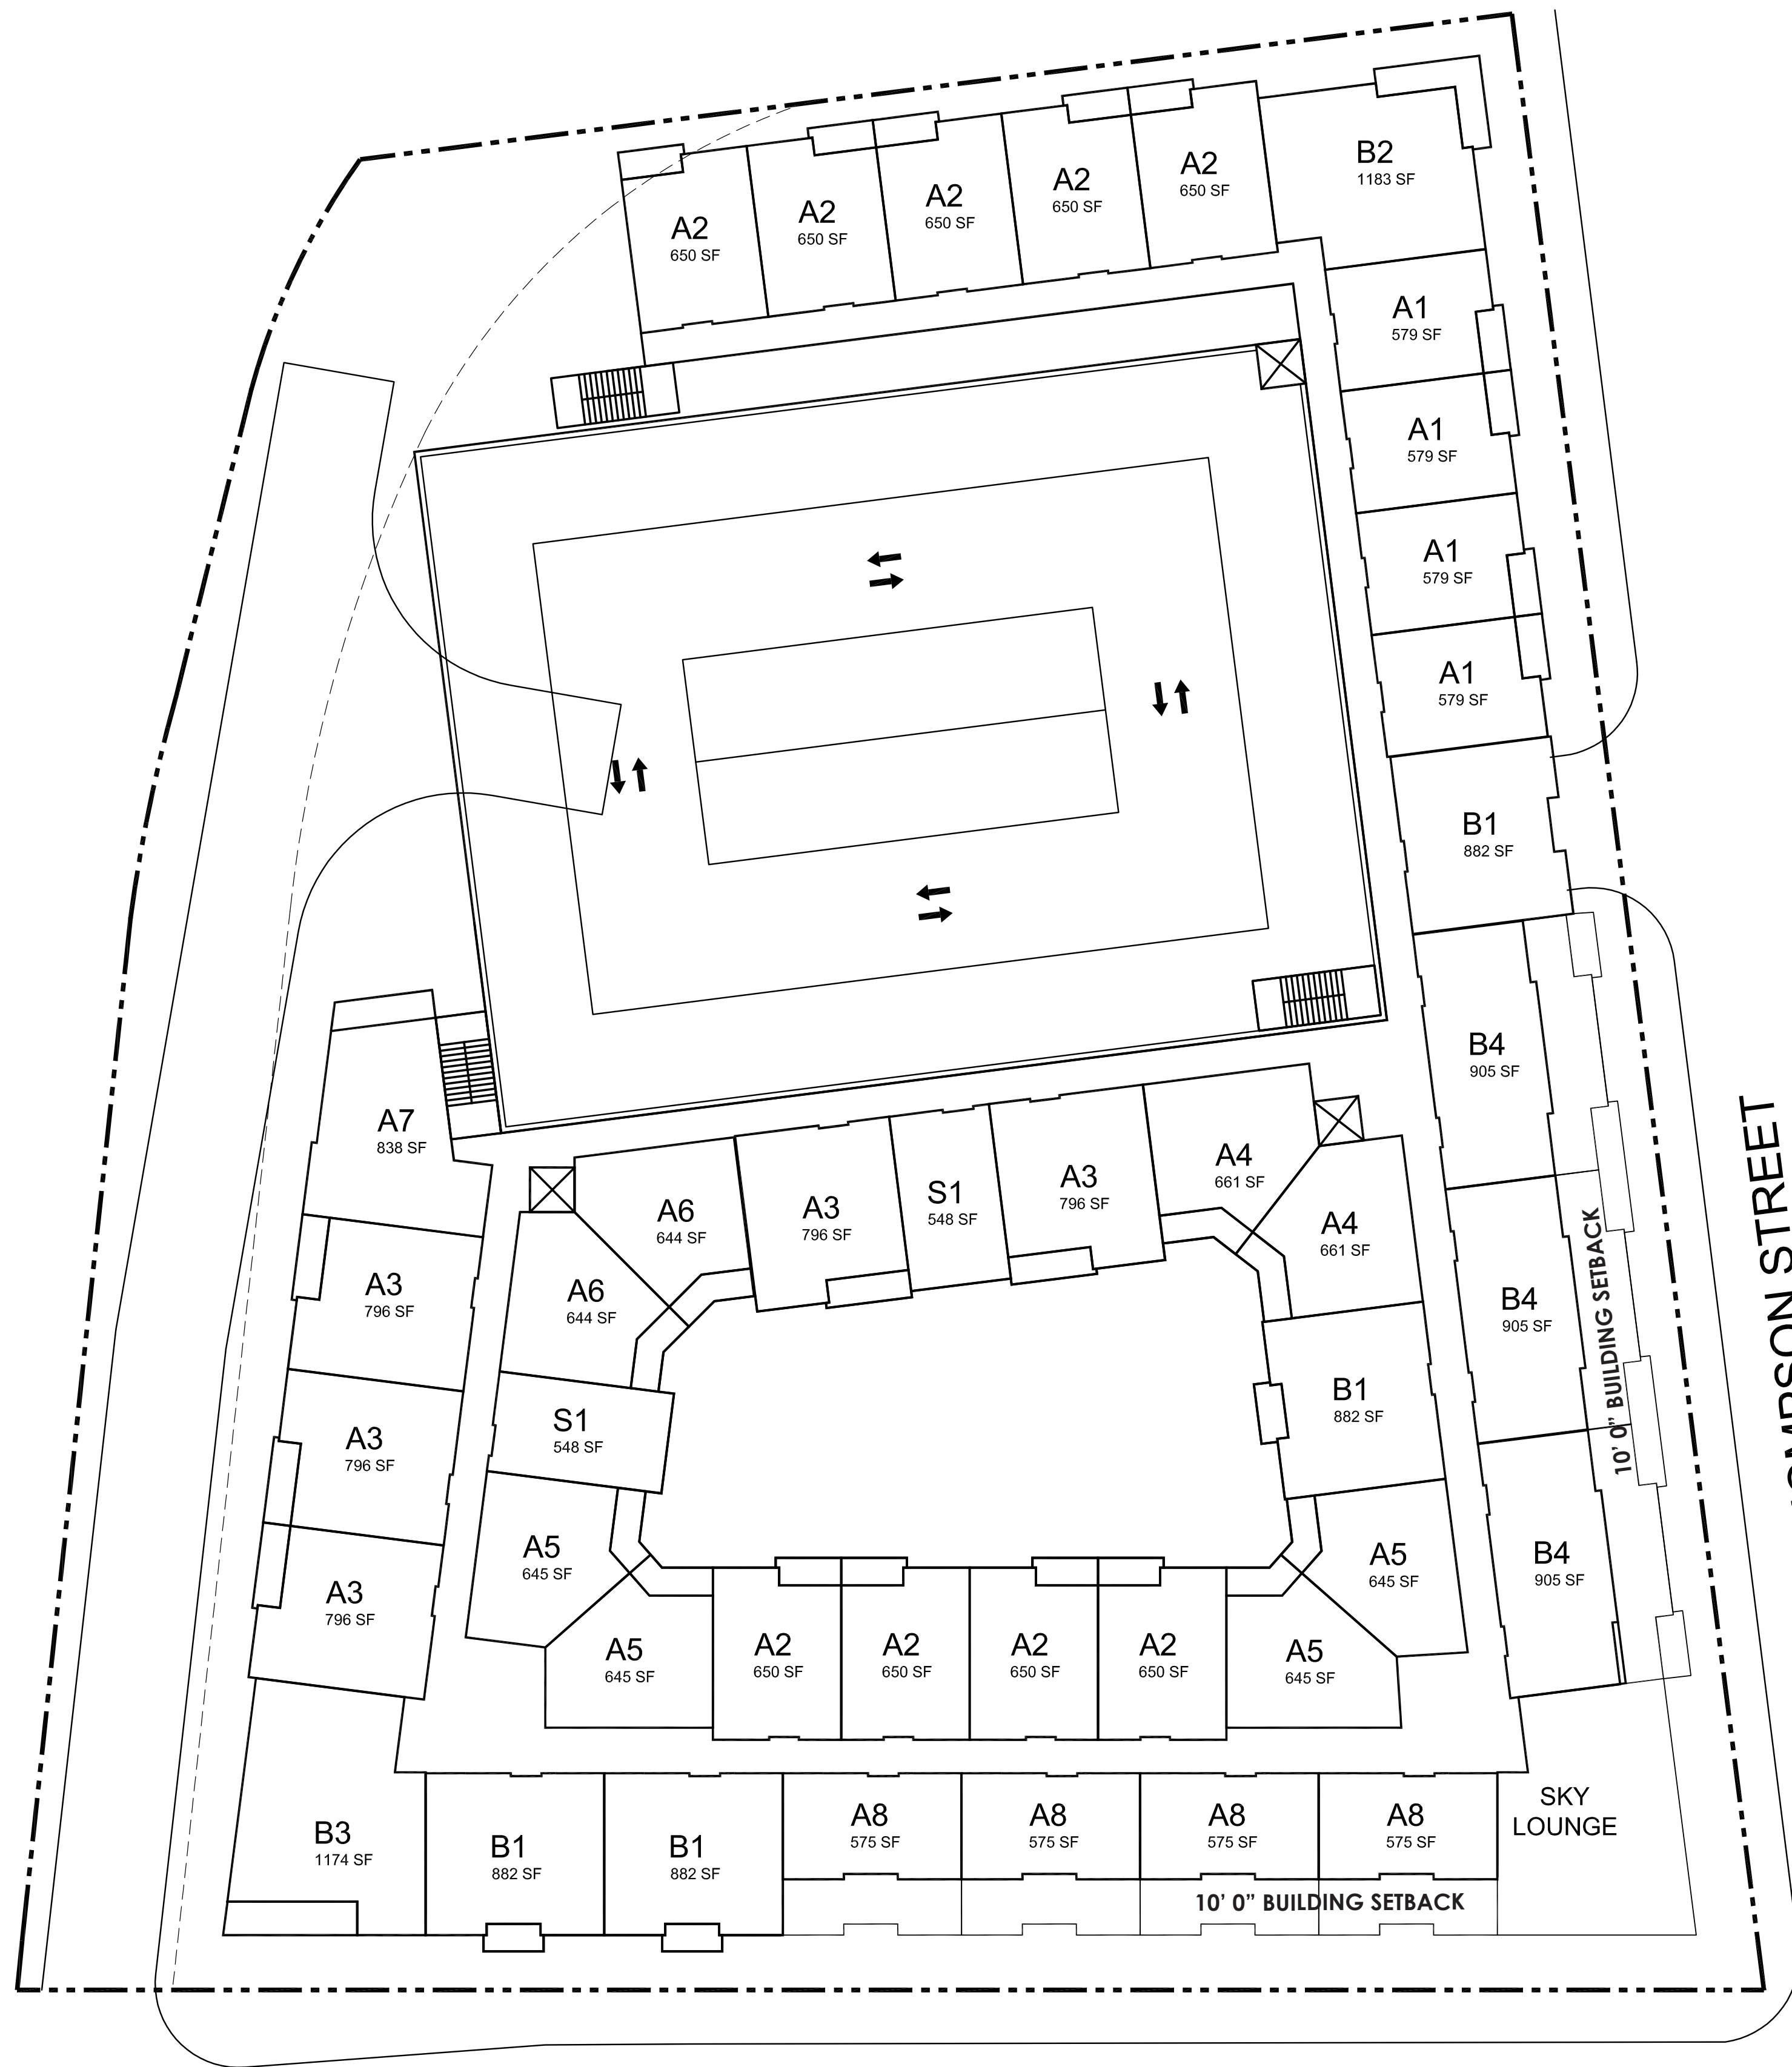 A2
650 SF
A2
650 SF
A2
650 SF
A2
650 SF
A2
650 SF
B2
1183 SF
A1
579 SF
A1
579 SF
A1
579 SF
A1
579 SF
B1
882 SF
B4
905 SF
B4
905 SF
B4
905 SF
10' 0” BUILDING SETBACK
STREET
A7
838 SF
A3
796 SF
A3
796 SF
A3
796 SF
A6
644 SF
A6
644 SF
A3
796 SF
S1
548 SF
A3
796 SF
A4
661 SF
A4
661 SF
B1
882 SF
S1
548 SF
A5
645 SF
A5
645 SF
A2
650 SF
A2
650 SF
A2
650 SF
A2
650 SF
A5
645 SF
A5
645 SF
B3
1174 SF
B1
882 SF
B1
882 SF
A8
575 SF
A8
575 SF
A8
575 SF
A8
575 SF
SKY
LOUNGE
10’ 0” BUILDING SETBACK